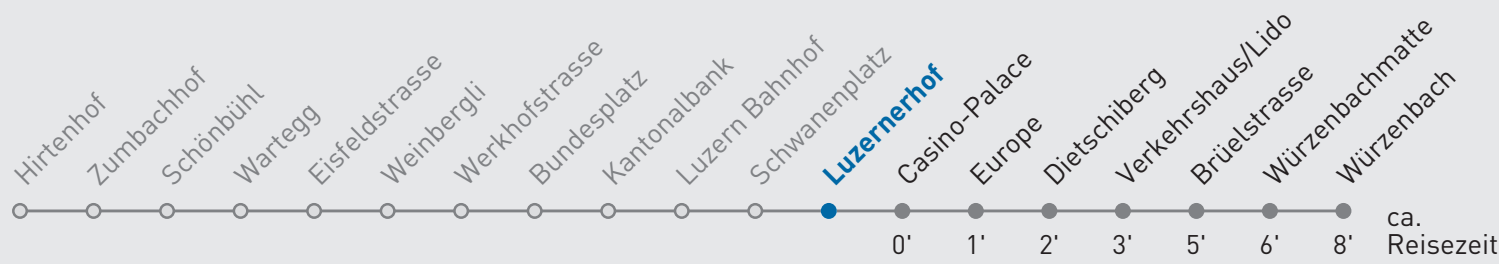 Hirtenhof
Zumbachhof
Schönbühl
Wartegg
Eisfeldstrasse
Weinbergli
Werkhofstrasse
Bundesplatz
Kantonalbank
Luzern Bahnhof
Schwanenplatz
Luzernerhof
Casino-Palace
Europe
Dietschiberg
Verkehrshaus/Lido
Brüelstrasse
Würzenbachmatte
Würzenbach
0' 1' 2' 3' 5' 6' 8'
ca.
Reisezeit